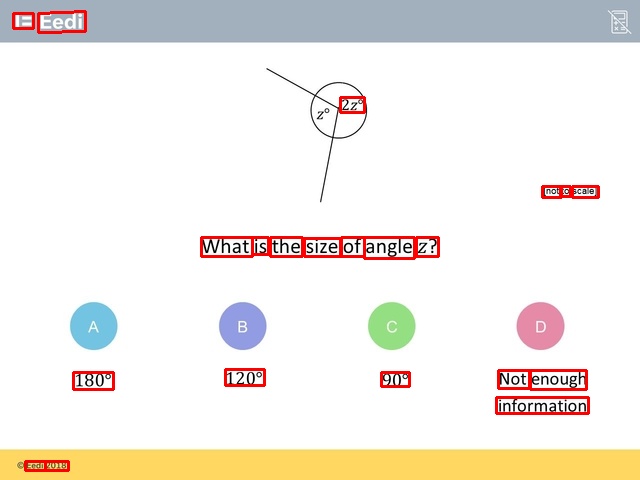 Eedi
z°
2z°
(not to scale)
What is the size of angle z?
A
B
C
D
180°
120°
90°
Not enough
information
© Eedi 2018